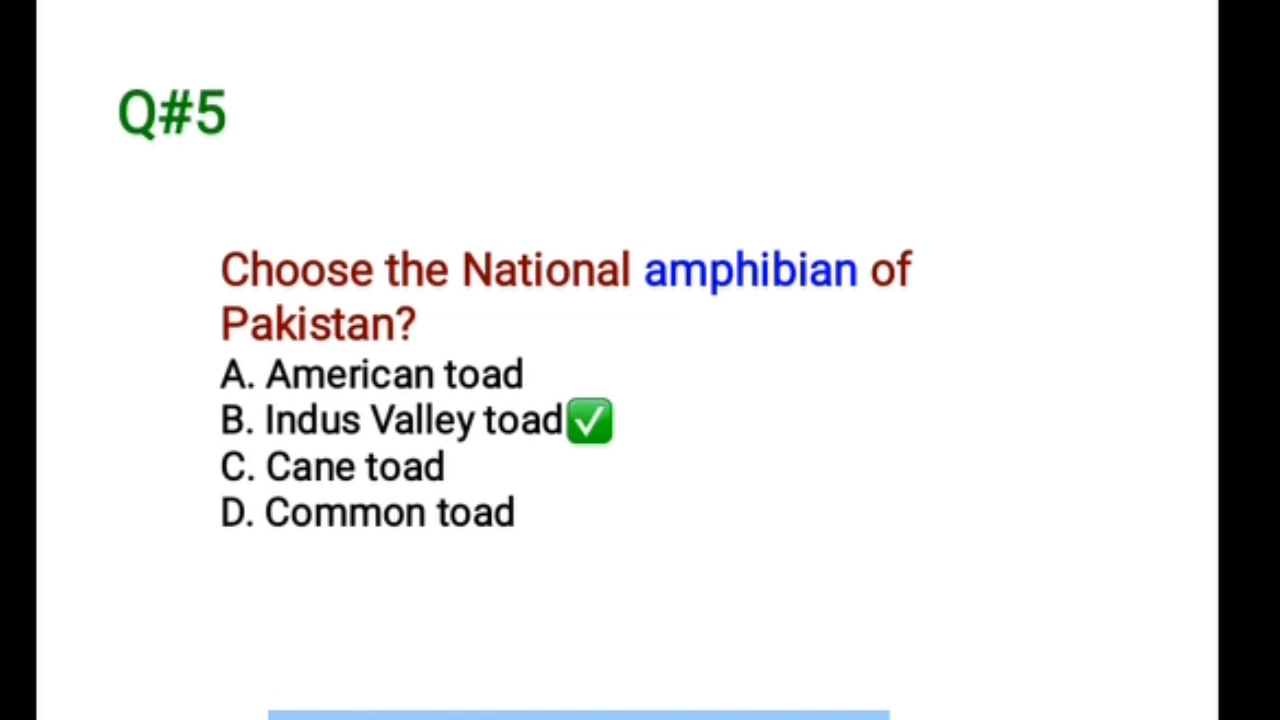 Q#5
Choose the National amphibian of
Pakistan?
A. American toad
B. Indus Valley toad✅
C. Cane toad
D. Common toad